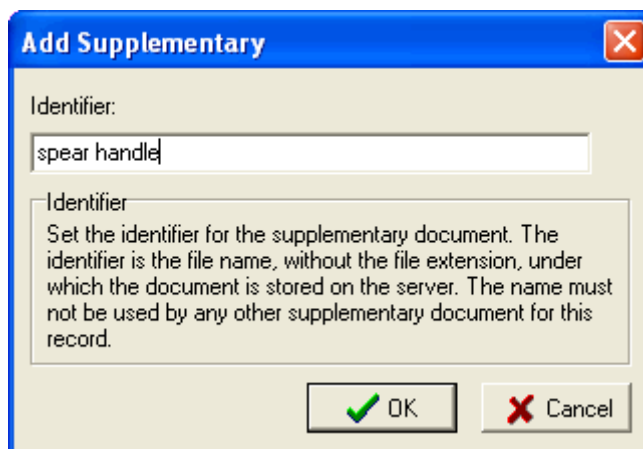 Add Supplementary
Identifier:
spear handle
Identifier
Set the identifier for the supplementary document. The
identifier is the file name, without the file extension, under
which the document is stored on the server. The name must
not be used by any other supplementary document for this
record.
OK Cancel